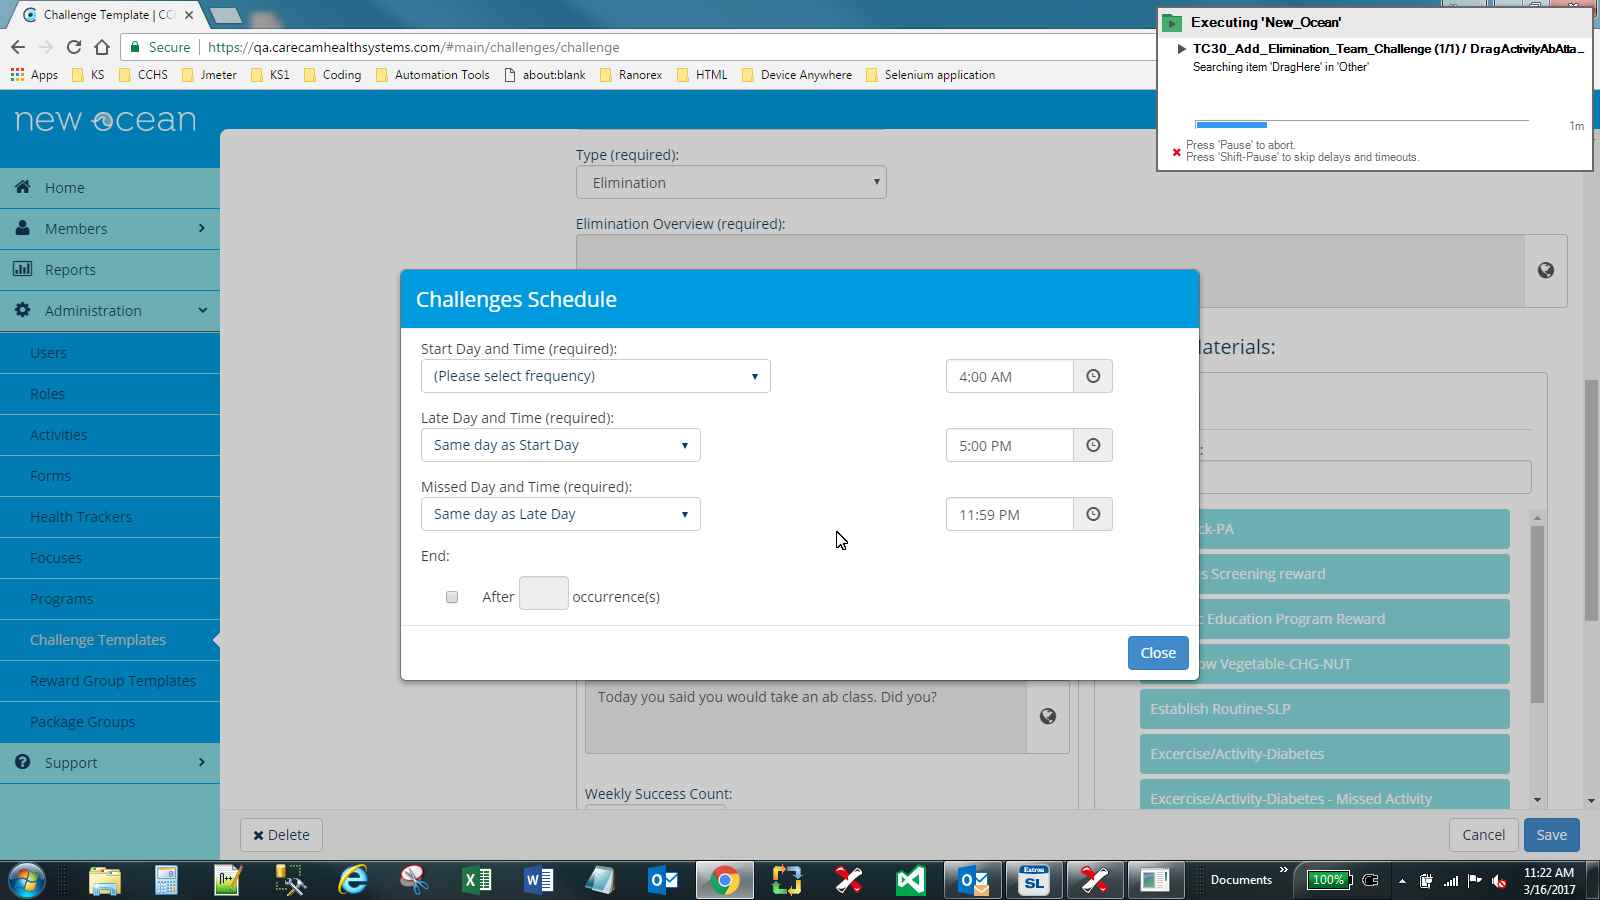 Challenge Template | CC
Secure
https://qa.carecamhealthsystems.com/#main/challenges/challenge
Apps
KS
CCHS
Jmeter
KS1
Coding
Automation Tools
about:blank
Ranorex
HTML
Device Anywhere
Selenium application
Executing 'New_Ocean'
TC30_Add_Elimination_Team_Challenge (1/1) / DragActivityAbAtta...
Searching item 'DragHere' in 'Other'
1m
Press 'Pause' to abort.
Press 'Shift-Pause' to skip delays and timeouts.
new ocean
Home
Members
Reports
Administration
Users
Roles
Activities
Forms
Health Trackers
Focuses
Programs
Challenge Templates
Reward Group Templates
Package Groups
Support
Type (required):
Elimination
Elimination Overview (required):
Challenges Schedule
Start Day and Time (required):
(Please select frequency)
4:00 AM
Late Day and Time (required):
Same day as Start Day
5:00 PM
Missed Day and Time (required):
Same day as Late Day
11:59 PM
End:
After
occurrence(s)
Close
aterials:
:
ck-PA
s Screening reward
c Education Program Reward
ow Vegetable-CHG-NUT
Establish Routine-SLP
Excercise/Activity-Diabetes
Excercise/Activity-Diabetes - Missed Activity
Today you said you would take an ab class. Did you?
Weekly Success Count:
Delete
Cancel
Save
Documents
100%
11:22 AM
3/16/2017